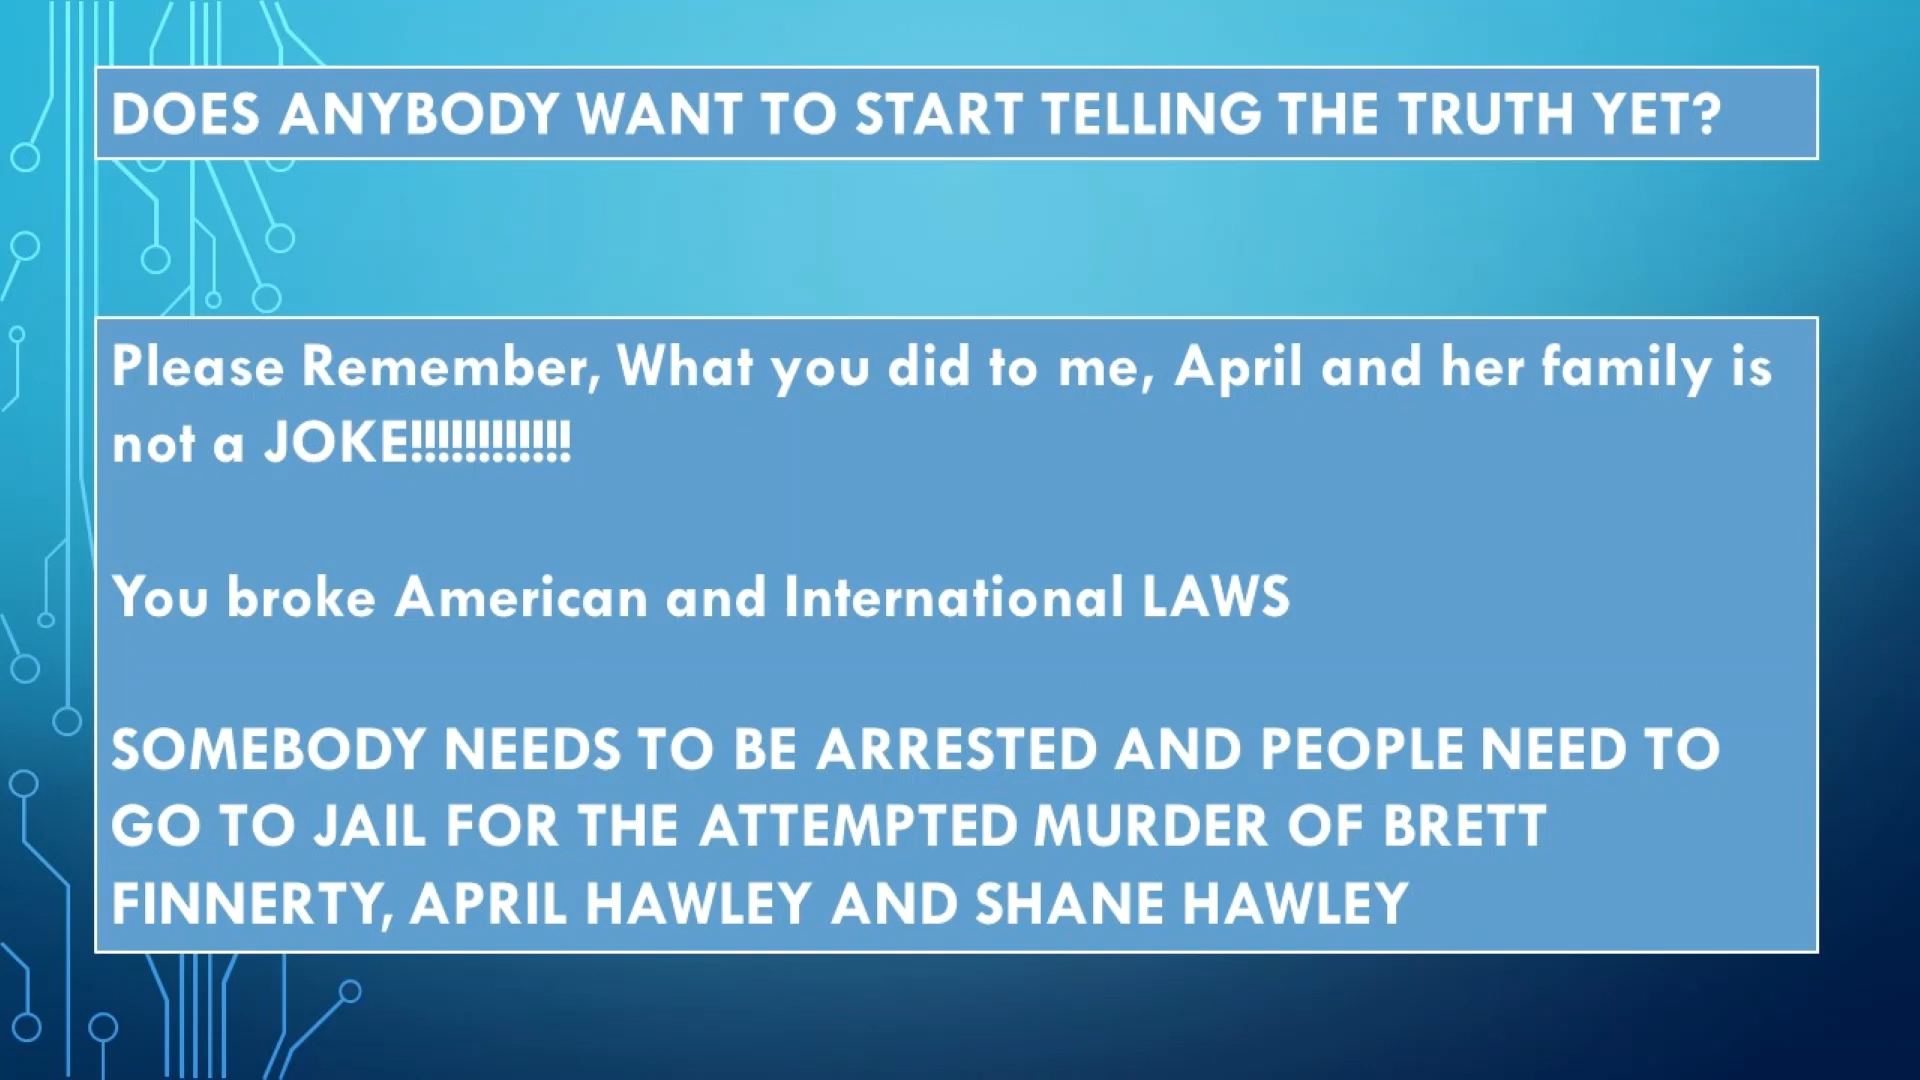 DOES ANYBODY WANT TO START TELLING THE TRUTH YET?
Please Remember, What you did to me, April and her family is
not a JOKE!!!!!!!!!!!!
You broke American and International LAWS
SOMEBODY NEEDS TO BE ARRESTED AND PEOPLE NEED TO
GO TO JAIL FOR THE ATTEMPTED MURDER OF BRETT
FINNERTY, APRIL HAWLEY AND SHANE HAWLEY